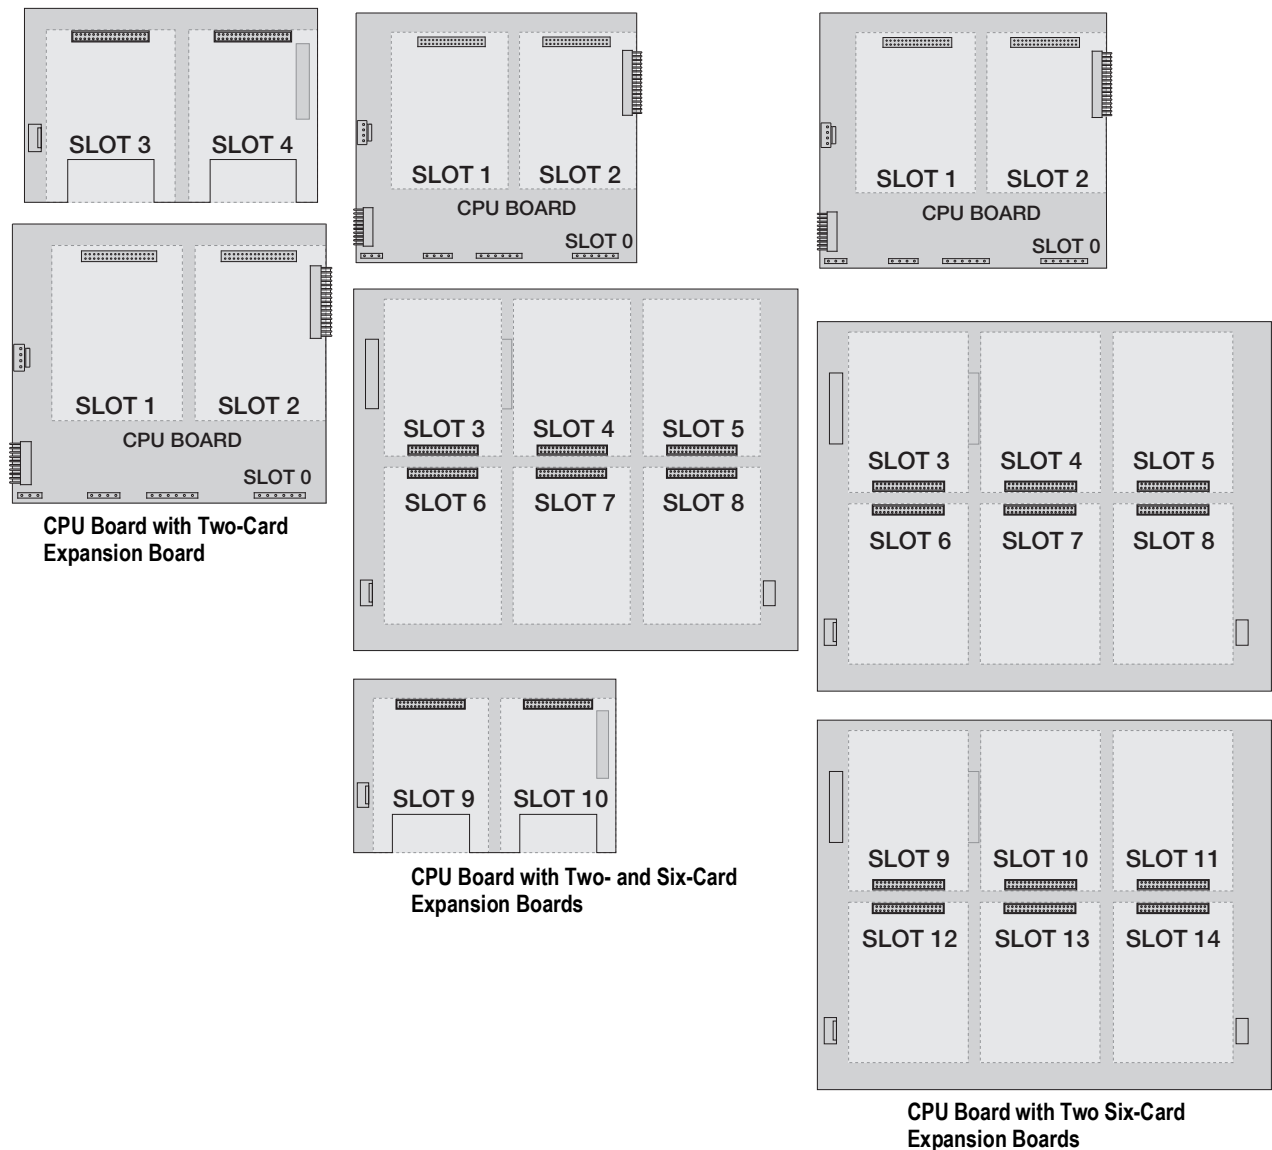 SLOT 3
SLOT 4
SLOT 1
SLOT 2
CPU BOARD
SLOT 0
CPU Board with Two-Card
Expansion Board
SLOT 1
SLOT 2
CPU BOARD
SLOT 0
SLOT 3
SLOT 4
SLOT 5
SLOT 6
SLOT 7
SLOT 8
SLOT 9
SLOT 10
CPU Board with Two- and Six-Card
Expansion Boards
SLOT 1
SLOT 2
CPU BOARD
SLOT 0
SLOT 3
SLOT 4
SLOT 5
SLOT 6
SLOT 7
SLOT 8
SLOT 9
SLOT 10
SLOT 11
SLOT 12
SLOT 13
SLOT 14
CPU Board with Two Six-Card
Expansion Boards